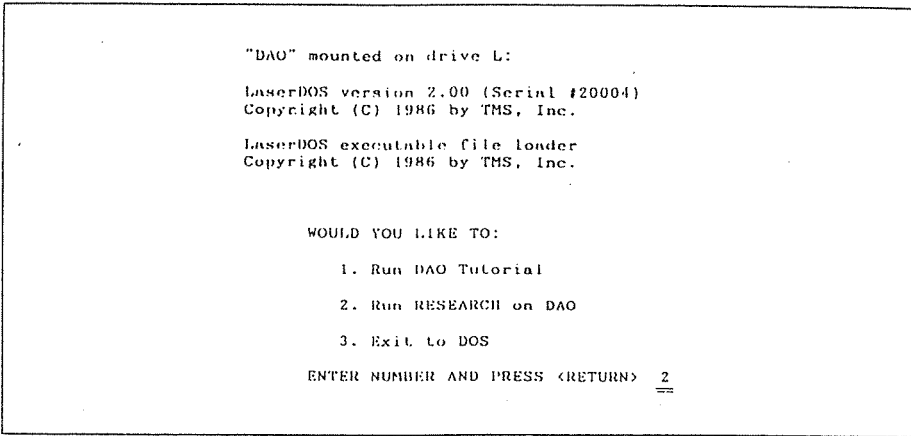 "DAO" mounted on drive L:
LaserDOS version 2.00 (Serial #20004)
Copyright (C) 1986 by TMS, Inc.
LaserDOS executable file loader
Copyright (C) 1986 by TMS, Inc.
WOULD YOU LIKE TO:
1. Run DAO Tutorial
2. Run RESEARCH on DAO
3. Exit to DOS
ENTER NUMBER AND PRESS <RETURN> 2